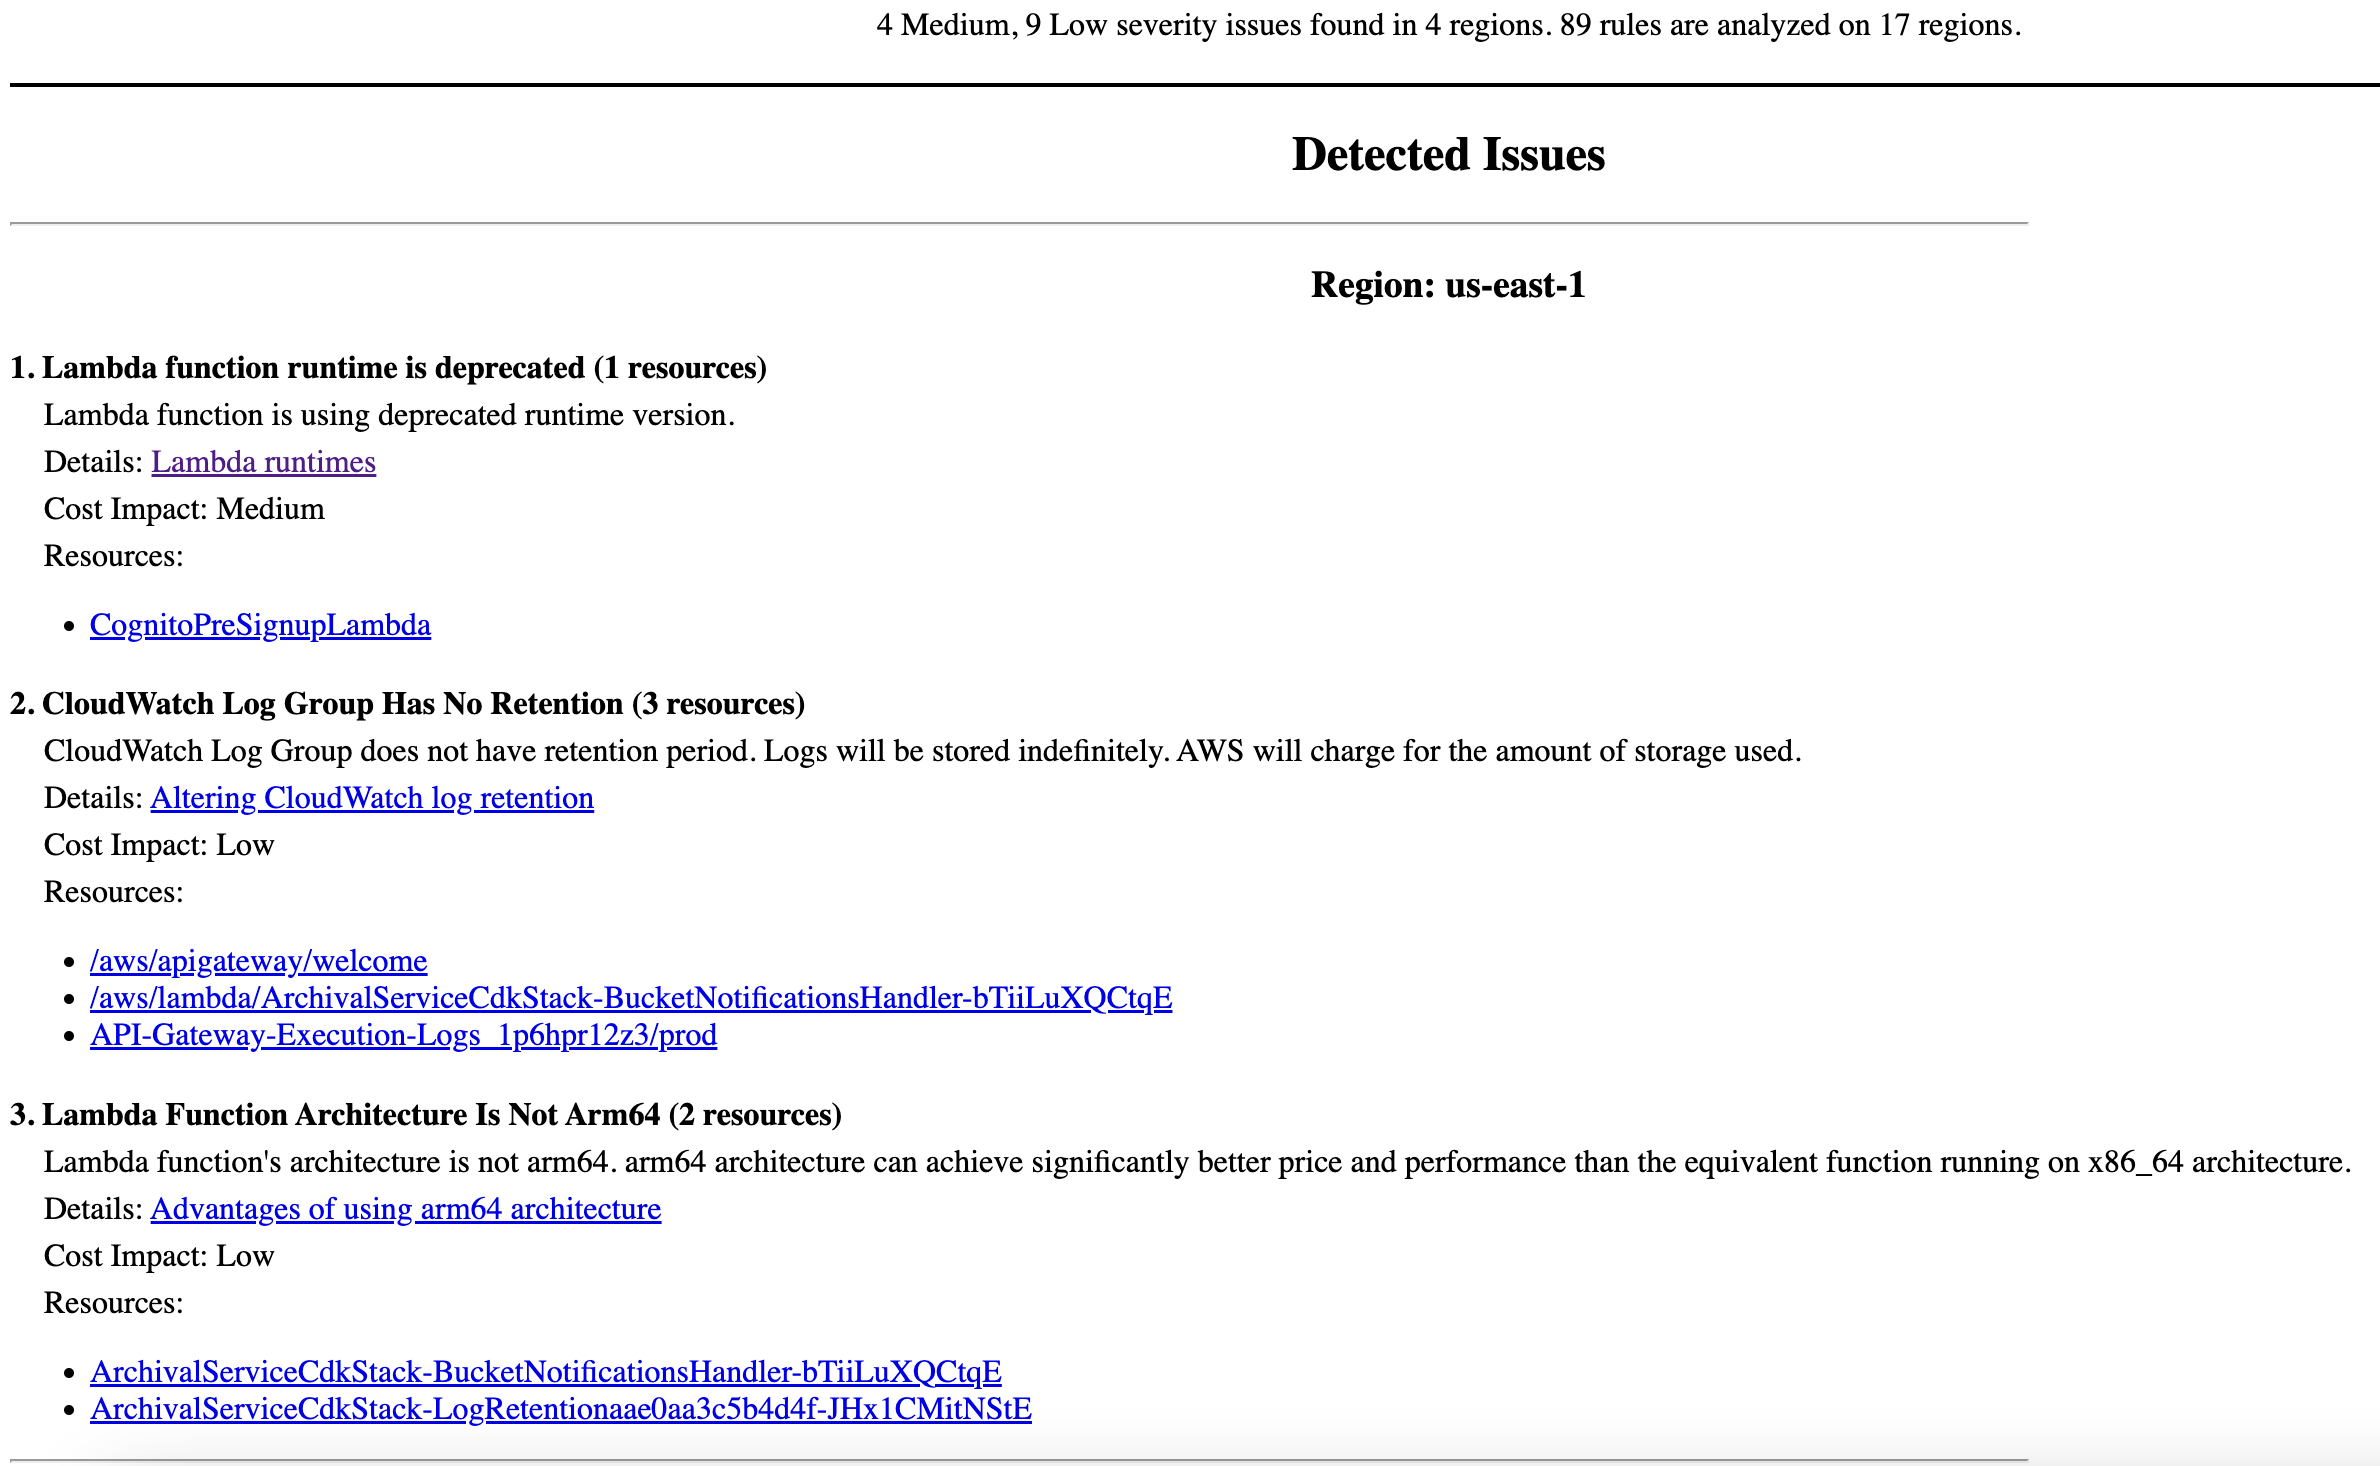 4 Medium, 9 Low severity issues found in 4 regions. 89 rules are analyzed on 17 regions.
Detected Issues
Region: us-east-1
1. Lambda function runtime is deprecated (1 resources)
Lambda function is using deprecated runtime version.
Details: Lambda runtimes
Cost Impact: Medium
Resources:
• CognitoPreSignupLambda
2. CloudWatch Log Group Has No Retention (3 resources)
CloudWatch Log Group does not have retention period. Logs will be stored indefinitely. AWS will charge for the amount of storage used.
Details: Altering CloudWatch log retention
Cost Impact: Low
Resources:
• /aws/apigateway/welcome
• /aws/lambda/ArchivalServiceCdkStack-BucketNotificationsHandler-bTiiLuXQCtqE
• API-Gateway-Execution-Logs_1p6hpr12z3/prod
3. Lambda Function Architecture Is Not Arm64 (2 resources)
Lambda function's architecture is not arm64. arm64 architecture can achieve significantly better price and performance than the equivalent function running on x86_64 architecture.
Details: Advantages of using arm64 architecture
Cost Impact: Low
Resources:
• ArchivalServiceCdkStack-BucketNotificationsHandler-bTiiLuXQCtqE
• ArchivalServiceCdkStack-LogRetentionaae0aa3c5b4d4f-JHx1CMitNStE